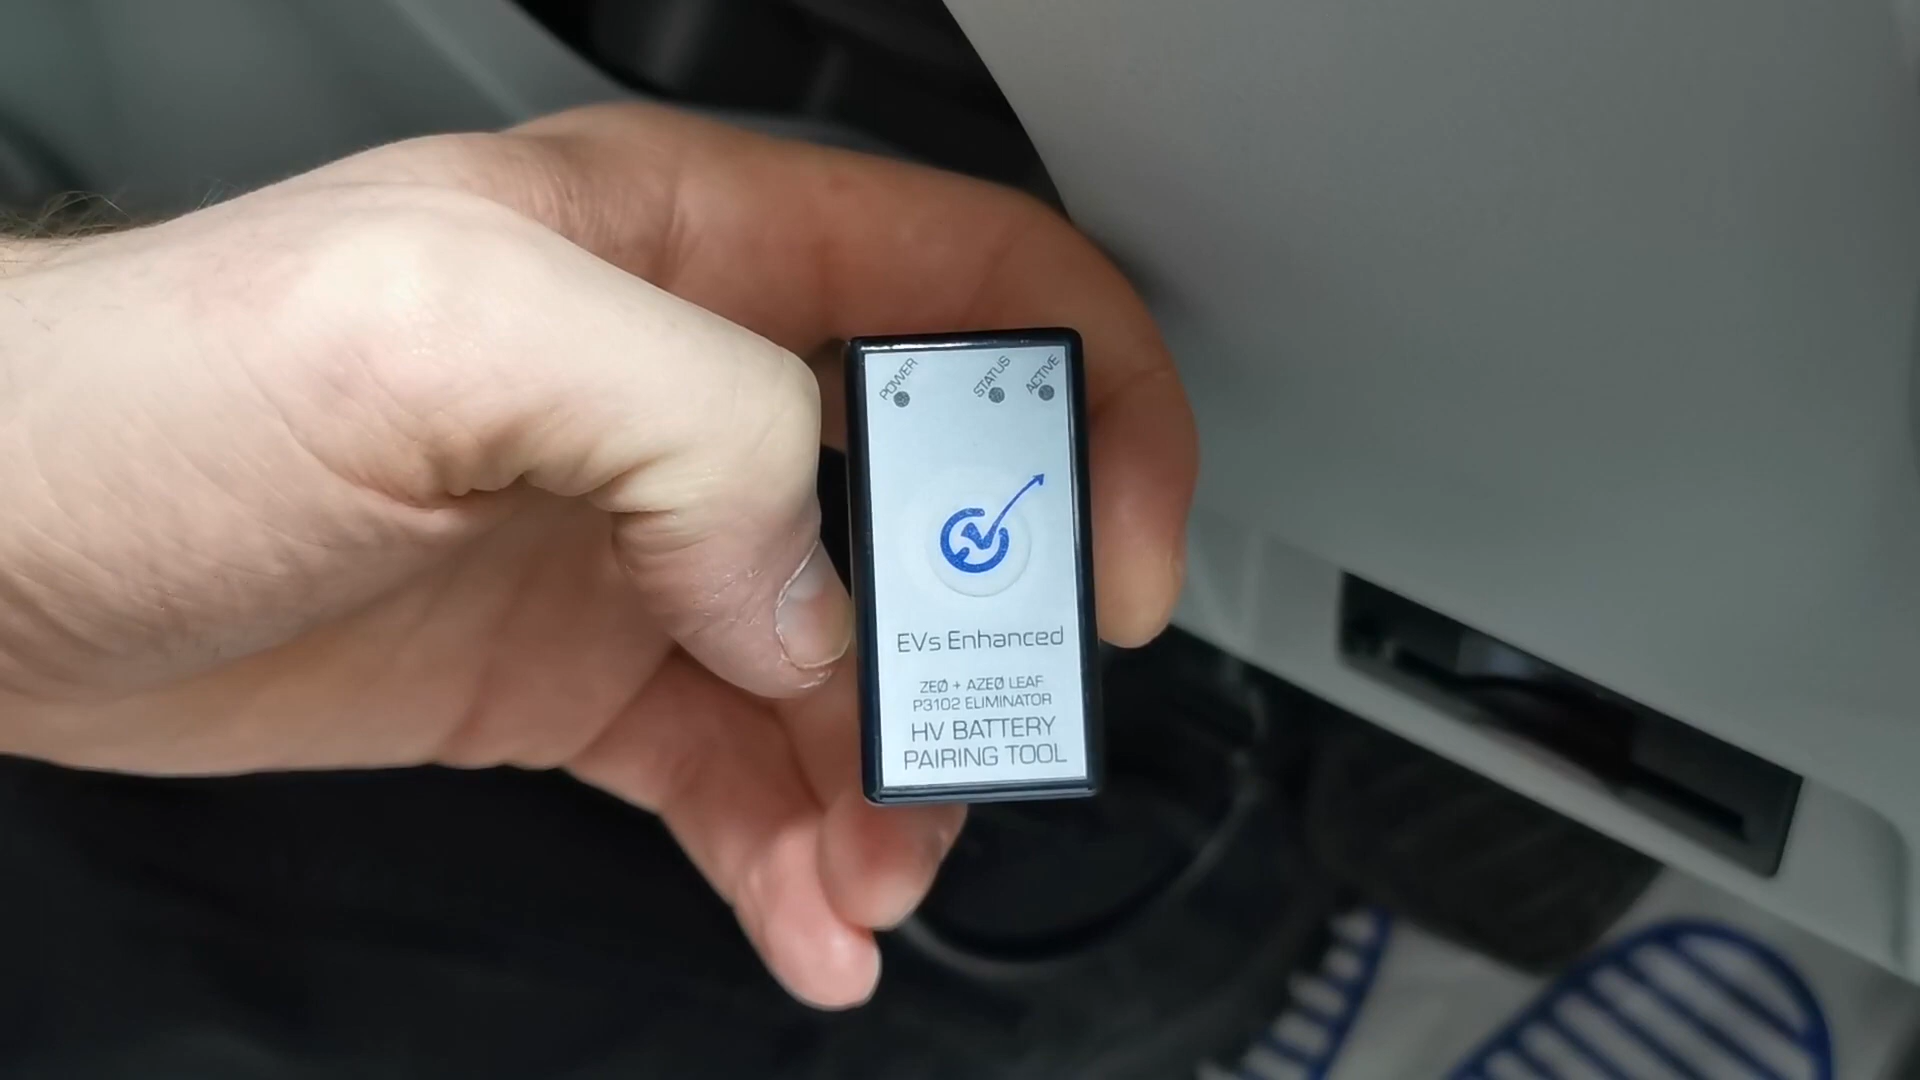 POWER STATUS ACTIVE
EVs Enhanced
ZEØ + AZEØ LEAF
P3102 ELIMINATOR
HV BATTERY
PAIRING TOOL